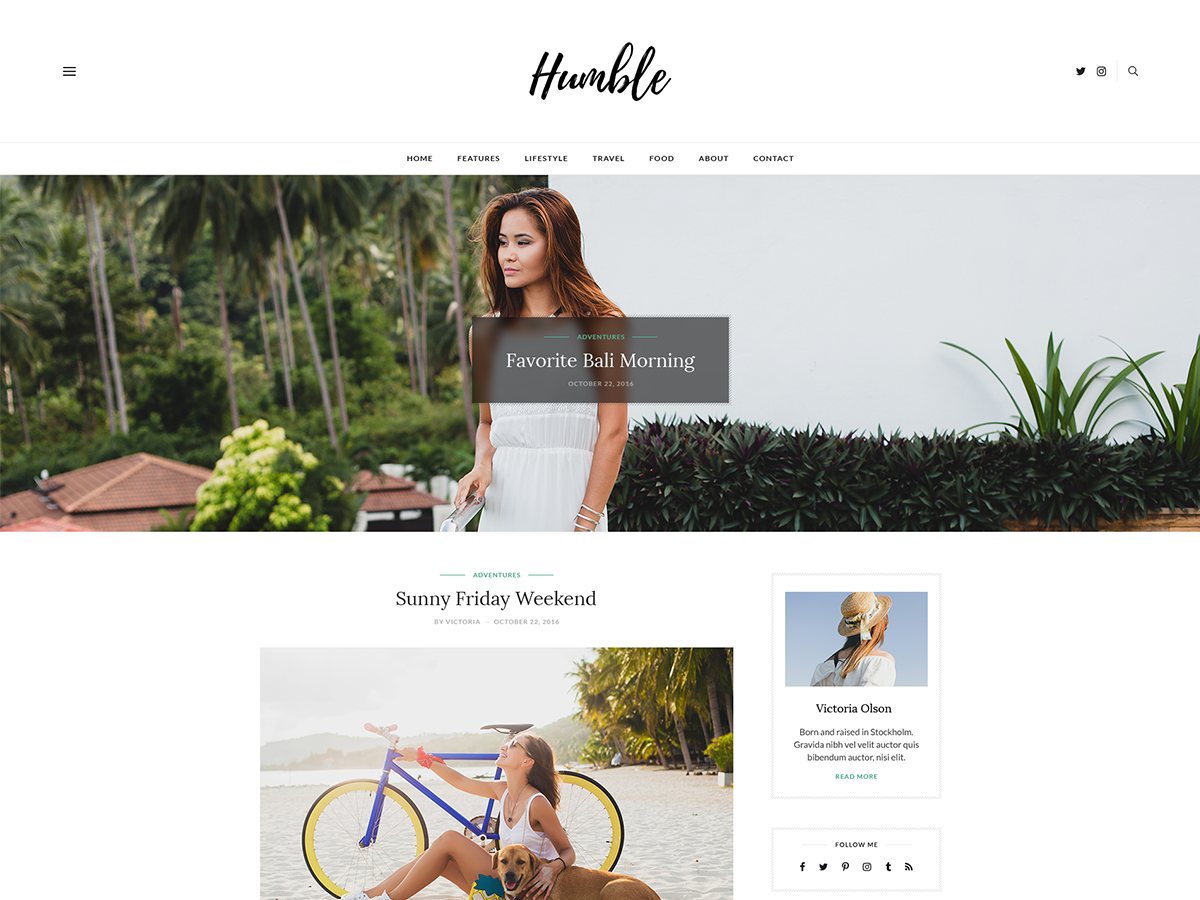 Humble
HOME FEATURES LIFESTYLE TRAVEL FOOD ABOUT CONTACT
ADVENTURES
Favorite Bali Morning
OCTOBER 22, 2016
ADVENTURES
Sunny Friday Weekend
BY VICTORIA — OCTOBER 22, 2016
Victoria Olson
Born and raised in Stockholm.
Gravida nibh vel velit auctor quis
bibendum auctor, nisi elit.
READ MORE
FOLLOW ME